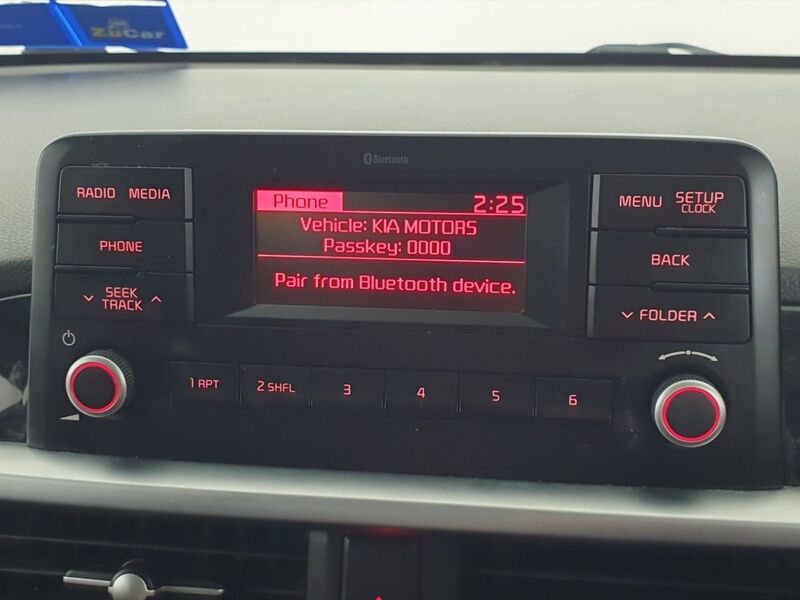 ZuCar
Bluetooth
RADIO MEDIA
PHONE
SEEK
TRACK
Phone 2:25
Vehicle: KIA MOTORS
Passkey: 0000
Pair from Bluetooth device.
MENU SETUP
CLOCK
BACK
FOLDER
1 RPT
2 SHFL
3
4
5
6